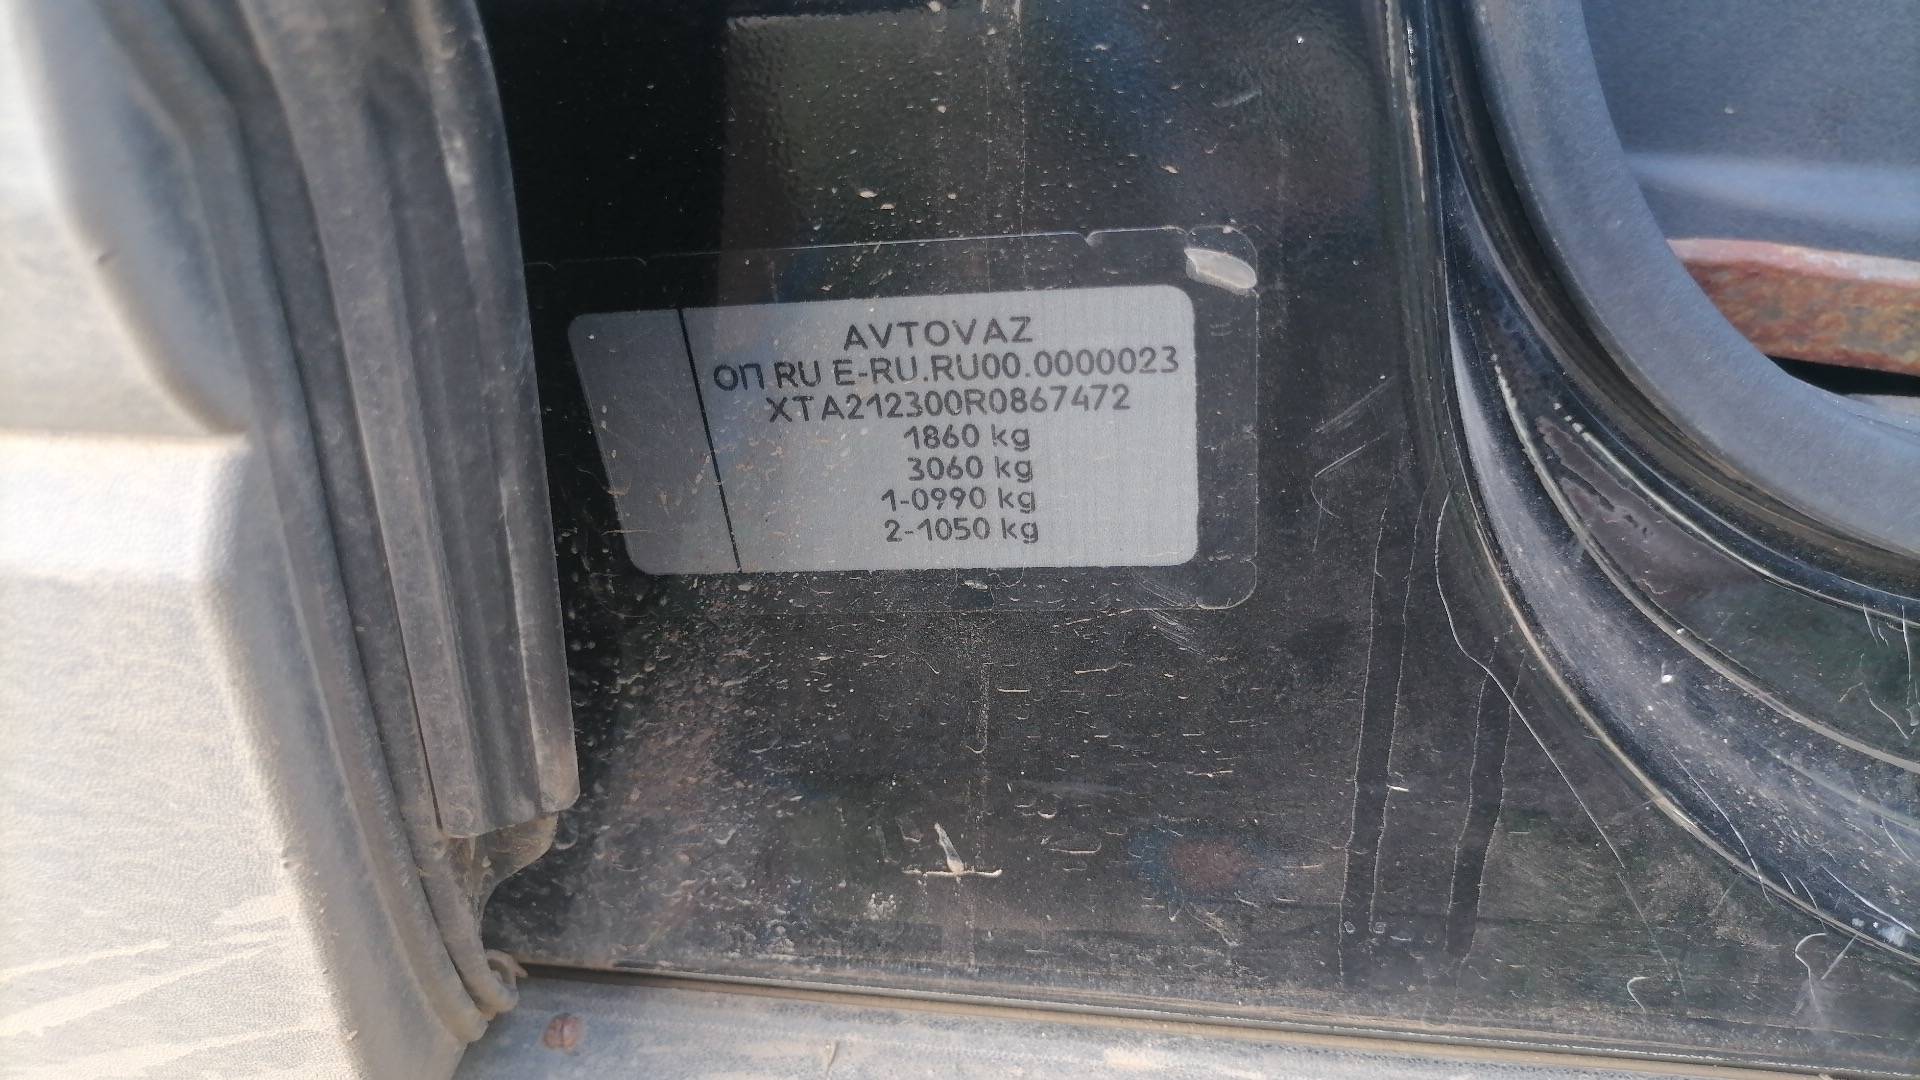 AVTOVAZ
ОП RU E-RU.RU00.0000023
XTA212300R0867472
1860 kg
3060 kg
1-0990 kg
2-1050 kg